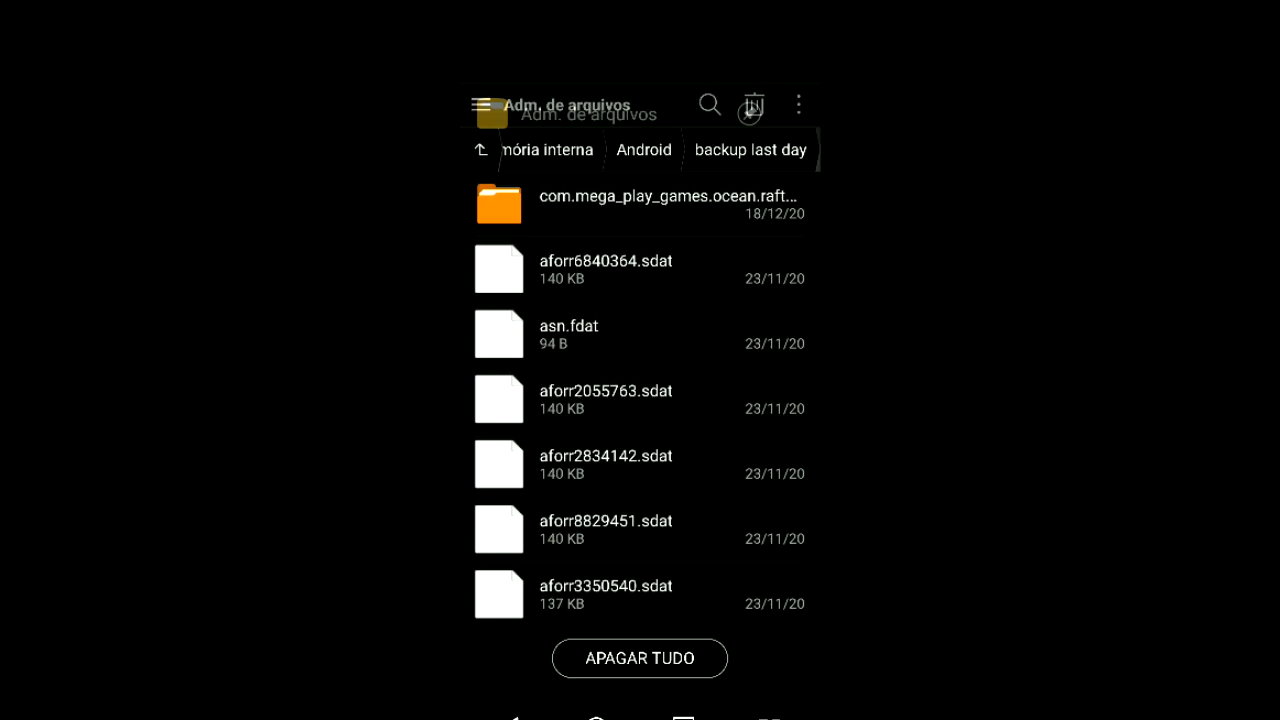 Adm. de arquivos
Adm. de arquivos
mória interna Android backup last day
com.mega_play_games.ocean.raft...
18/12/20
aforr6840364.sdat
140 KB 23/11/20
asn.fdat
94 B 23/11/20
aforr2055763.sdat
140 KB 23/11/20
aforr2834142.sdat
140 KB 23/11/20
aforr8829451.sdat
140 KB 23/11/20
aforr3350540.sdat
137 KB 23/11/20
APAGAR TUDO